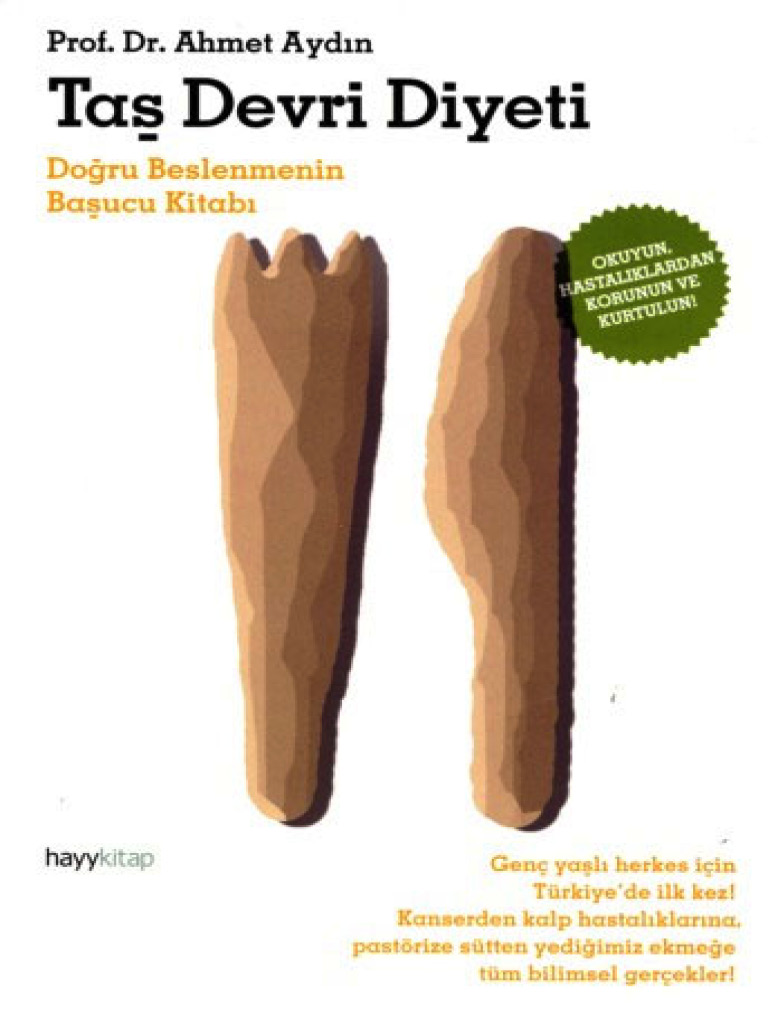 Prof. Dr. Ahmet Aydın
Taş Devri Diyeti
Doğru Beslenmenin
Başucu Kitabı
OKUYUN,
HASTALIKLARDAN
KORUNUN VE
KURTULUN!
hayykitap
Genç yaşlı herkes için
Türkiye'de ilk kez!
Kanserden kalp hastalıklarına,
pastörize sütten yediğimiz ekmeğe
tüm bilimsel gerçekler!